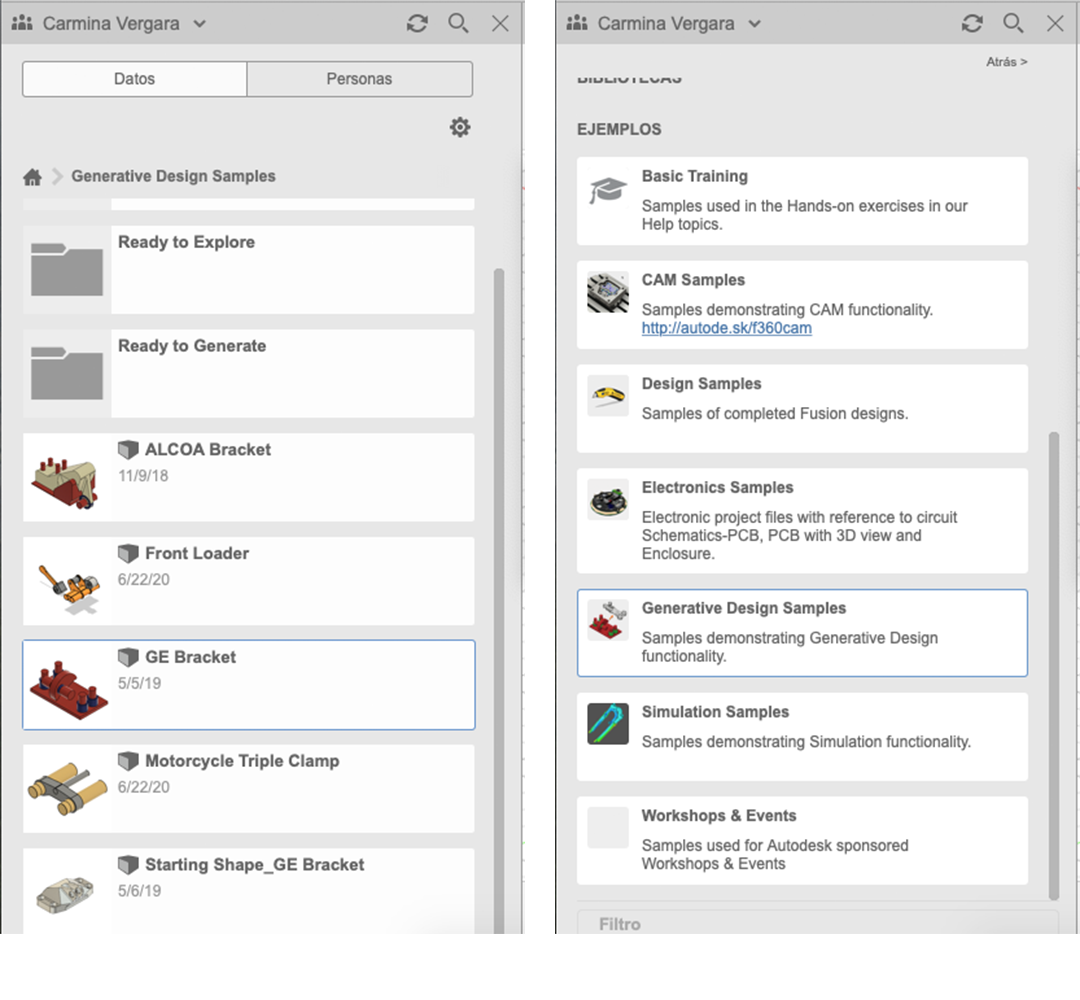 Carmina Vergara
Datos
Personas
Generative Design Samples
Ready to Explore
Ready to Generate
ALCOA Bracket
11/9/18
Front Loader
6/22/20
GE Bracket
5/5/19
Motorcycle Triple Clamp
6/22/20
Starting Shape_GE Bracket
5/6/19
Carmina Vergara
Atrás >
BIBLIOTECAS
EJEMPLOS
Basic Training
Samples used in the Hands-on exercises in our
Help topics.
CAM Samples
Samples demonstrating CAM functionality.
http://autode.sk/f360cam
Design Samples
Samples of completed Fusion designs.
Electronics Samples
Electronic project files with reference to circuit
Schematics-PCB, PCB with 3D view and
Enclosure.
Generative Design Samples
Samples demonstrating Generative Design
functionality.
Simulation Samples
Samples demonstrating Simulation functionality.
Workshops & Events
Samples used for Autodesk sponsored
Workshops & Events
Filtro